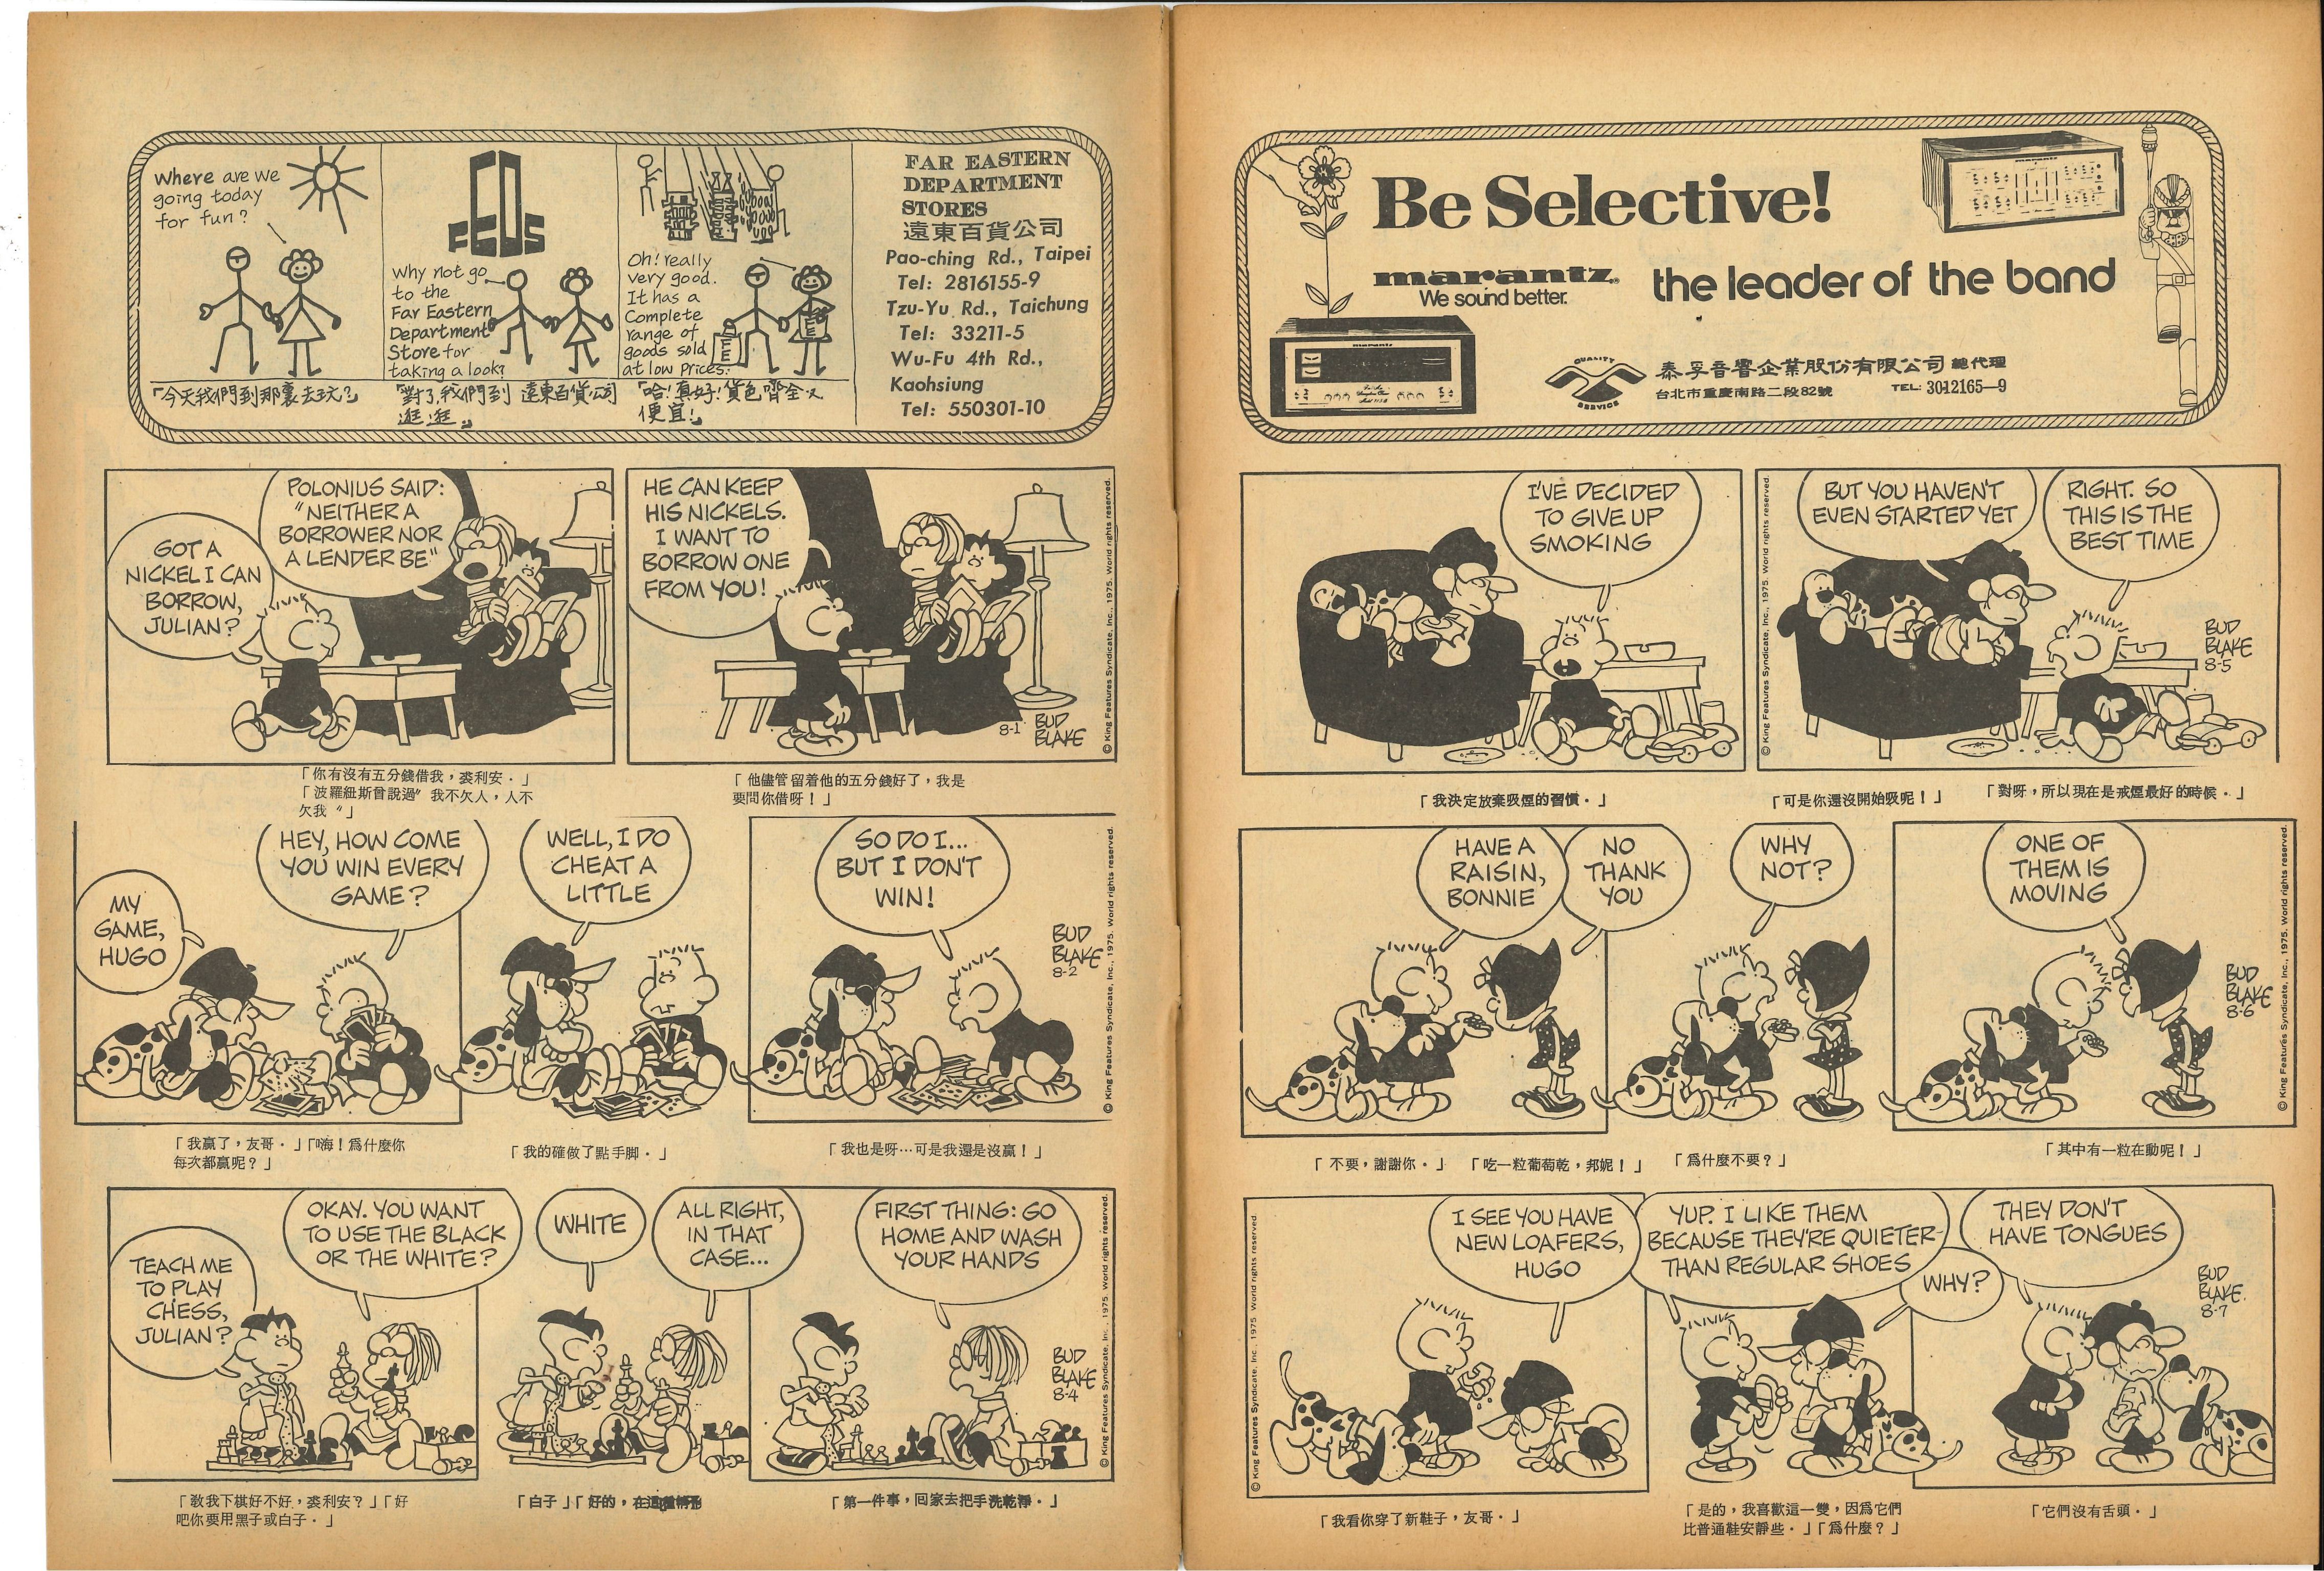 Where are we
going today
for fun?
「今天我們到那裏去玩?」
FEDS
Why not go
to the
Far Eastern
Department
Store for
taking a look?
「對了,我們到 遠東百貨公司
逛逛。」
Oh! really
very good.
It has a
Complete
range of
goods sold
at low prices.
「哈!真好!貨色齊全又
便宜!」
FAR EASTERN
DEPARTMENT
STORES
遠東百貨公司
Pao-ching Rd., Taipei
Tel: 2816155-9
Tzu-Yu Rd., Taichung
Tel: 33211-5
Wu-Fu 4th Rd.,
Kaohsiung
Tel: 550301-10
GOT A
NICKEL I CAN
BORROW,
JULIAN?
POLONIUS SAID:
"NEITHER A
BORROWER NOR
A LENDER BE"
HE CAN KEEP
HIS NICKELS.
I WANT TO
BORROW ONE
FROM YOU!
8-1
BUD
BLAKE
© King Features Syndicate, Inc., 1975. World rights reserved.
「你有沒有五分錢借我,裘利安.」
「波羅紐斯曾說過〝我不欠人,人不
欠我〞」
「他儘管留着他的五分錢好了,我是
要問你借呀!」
MY
GAME,
HUGO
HEY, HOW COME
YOU WIN EVERY
GAME?
WELL, I DO
CHEAT A
LITTLE
SO DO I...
BUT I DON'T
WIN!
BUD
BLAKE
8-2
© King Features Syndicate, Inc., 1975. World rights reserved.
「我贏了,友哥.」「嗨!爲什麼你
每次都贏呢?」
「我的確做了點手脚.」
「我也是呀…可是我還是沒贏!」
TEACH ME
TO PLAY
CHESS,
JULIAN?
OKAY. YOU WANT
TO USE THE BLACK
OR THE WHITE?
WHITE
ALL RIGHT,
IN THAT
CASE...
FIRST THING: GO
HOME AND WASH
YOUR HANDS
BUD
BLAKE
8-4
© King Features Syndicate, Inc., 1975. World rights reserved.
「敎我下棋好不好,裘利安?」「好
吧你要用黑子或白子.」
「白子」「好的,在這種情形
「第一件事,回家去把手洗乾淨.」
Be Selective!
marantz
We sound better.
the leader of the band
marantz
marantz
QUALITY
SERVICE
泰孚音響企業股份有限公司 總代理
台北市重慶南路二段82號
TEL: 3012165—9
I'VE DECIDED
TO GIVE UP
SMOKING
BUT YOU HAVEN'T
EVEN STARTED YET
RIGHT. SO
THIS IS THE
BEST TIME
BUD
BLAKE
8-5
© King Features Syndicate, Inc., 1975. World rights reserved.
「我決定放棄吸煙的習慣.」
「可是你還沒開始吸呢!」
「對呀,所以現在是戒煙最好的時候.」
HAVE A
RAISIN,
BONNIE
NO
THANK
YOU
WHY
NOT?
ONE OF
THEM IS
MOVING
BUD
BLAKE
8-6
© King Features Syndicate, Inc., 1975. World rights reserved.
「不要,謝謝你.」
「吃一粒葡萄乾,邦妮!」
「爲什麼不要?」
「其中有一粒在動呢!」
I SEE YOU HAVE
NEW LOAFERS,
HUGO
YUP. I LIKE THEM
BECAUSE THEY'RE QUIETER
THAN REGULAR SHOES
WHY?
THEY DON'T
HAVE TONGUES
BUD
BLAKE
8-7
© King Features Syndicate, Inc., 1975. World rights reserved.
「我看你穿了新鞋子,友哥.」
「是的,我喜歡這一雙,因爲它們
比普通鞋安靜些.」「爲什麼?」
「它們沒有舌頭.」